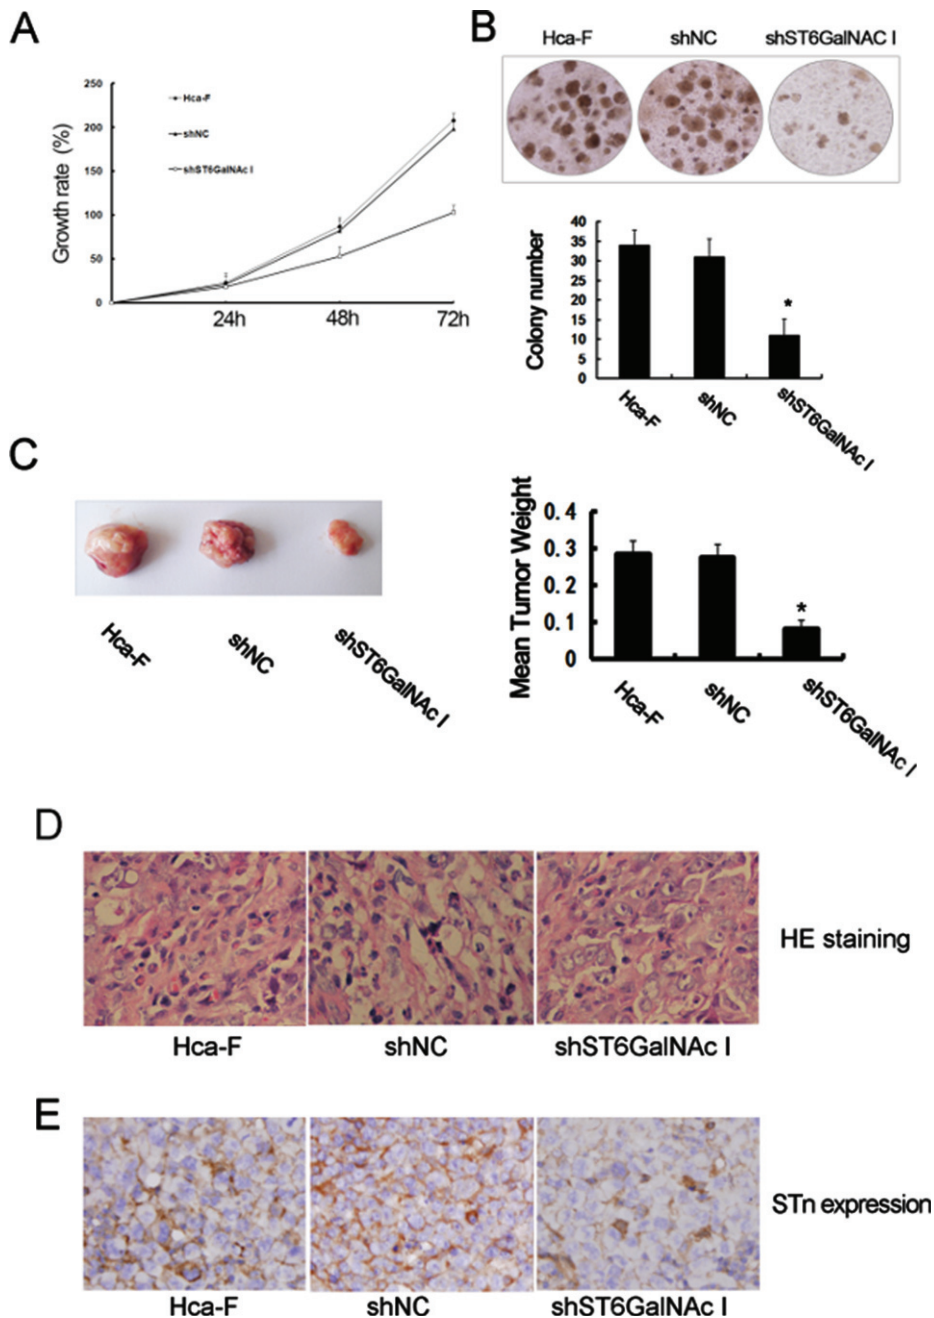 A
250
200
150
100
50
0
Growth rate (%)
Hca-F
shNC
shST6GalNAc I
24h
48h
72h
B
Hca-F
shNC
shST6GalNAC I
40
35
30
25
20
15
10
5
0
Colony number
*
Hca-F
shNC
shST6GalNAc I
C
Hca-F
shNC
shST6GalNAc I
0.4
0.3
0.2
0.1
0
Mean Tumor Weight
*
Hca-F
shNC
shST6GalNAc I
D
HE staining
Hca-F
shNC
shST6GalNAc I
E
STn expression
Hca-F
shNC
shST6GalNAc I